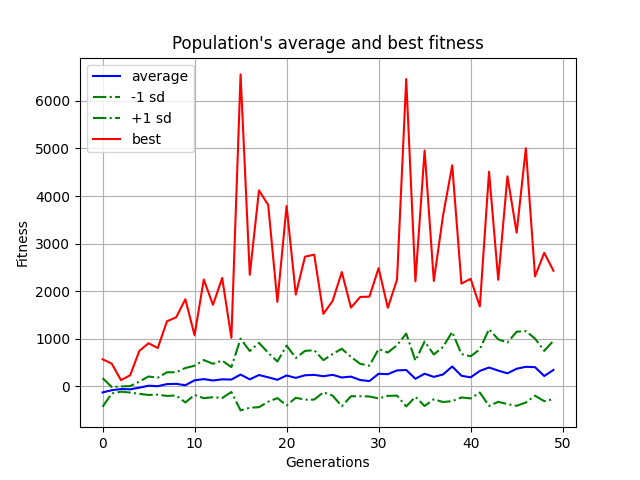 Population's average and best fitness
average
-1 sd
+1 sd
best
Fitness
6000
5000
4000
3000
2000
1000
0
0 10 20 30 40 50
Generations